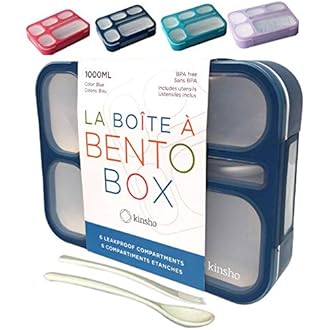 1000ML
Color Blue
Coloris Bleu
BPA free
Sans BPA
includes utensils
Ustensiles inclus
LA BOÎTE À
BENTO
BOX
kinsho
6 LEAKPROOF COMPARTMENTS
6 COMPARTIMENTS ÉTANCHES
kinsho